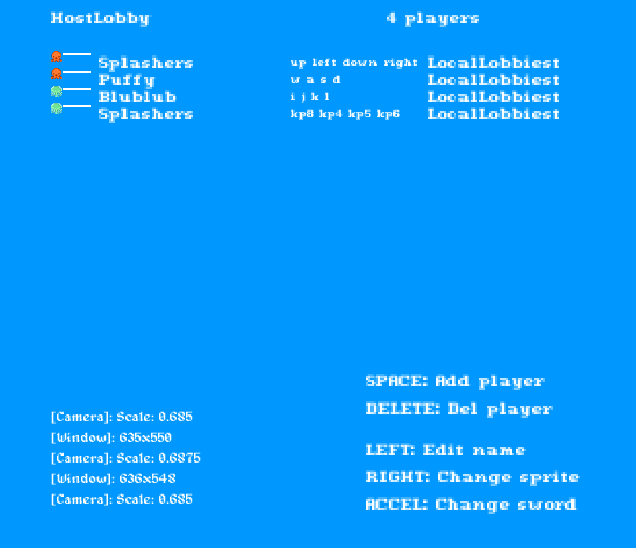 HostLobby 4 players
Splashers up left down right LocalLobbiest
Puffy w a s d LocalLobbiest
Blublub i j k l LocalLobbiest
Splashers kp8 kp4 kp5 kp6 LocalLobbiest
SPACE: Add player
DELETE: Del player
LEFT: Edit name
RIGHT: Change sprite
ACCEL: Change sword
[Camera]: Scale: 0.685
[Window]: 635x550
[Camera]: Scale: 0.6875
[Window]: 636x548
[Camera]: Scale: 0.685